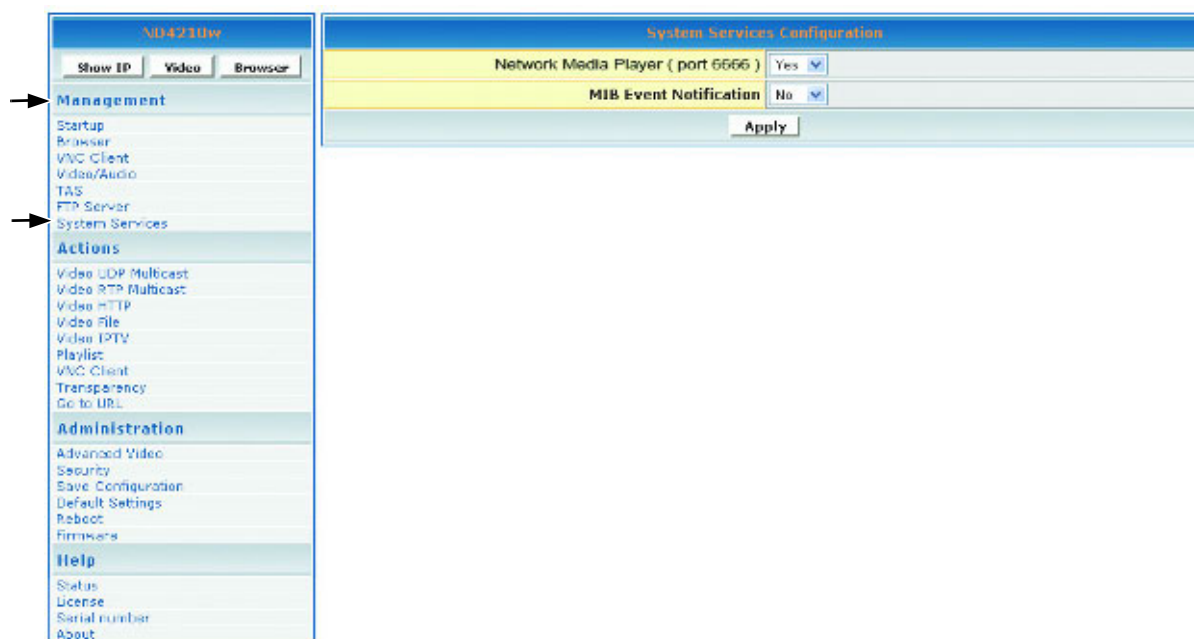 ND4210w
Show IP Video Browser
Management
Startup
Browser
VNC Client
Video/Audio
TAS
FTP Server
System Services
Actions
Video UDP Multicast
Video RTP Multicast
Video HTTP
Video File
Video IPTV
Playlist
VNC Client
Transparency
Go to URL
Administration
Advanced Video
Security
Save Configuration
Default Settings
Reboot
Firmware
Help
Status
License
Serial number
About
System Services Configuration
Network Media Player ( port 6666 ) Yes
MIB Event Notification No
Apply